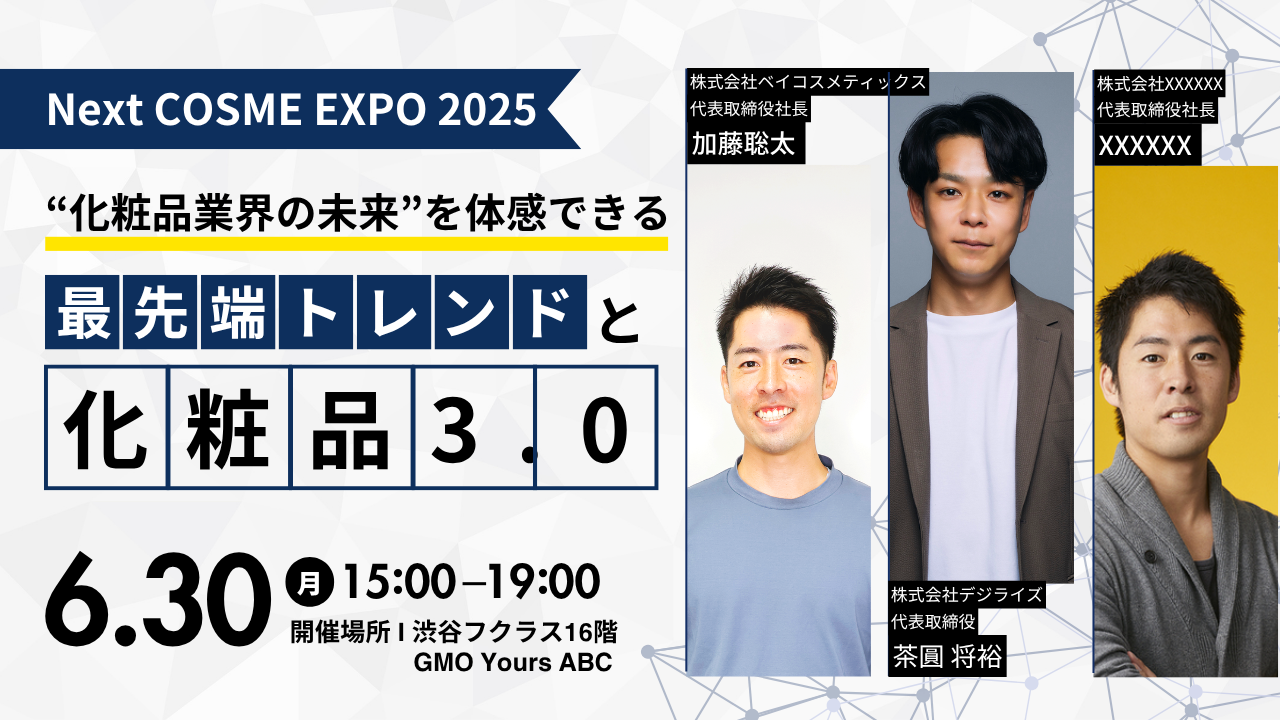 Next COSME EXPO 2025
“化粧品業界の未来”を体感できる
最先端トレンドと
化粧品3.0
6.30 月 15:00–19:00
開催場所 I 渋谷フクラス16階
GMO Yours ABC
株式会社ベイコスメティックス
代表取締役社長
加藤聡太
株式会社デジライズ
代表取締役
茶圓 将裕
株式会社XXXXXX
代表取締役社長
XXXXXX